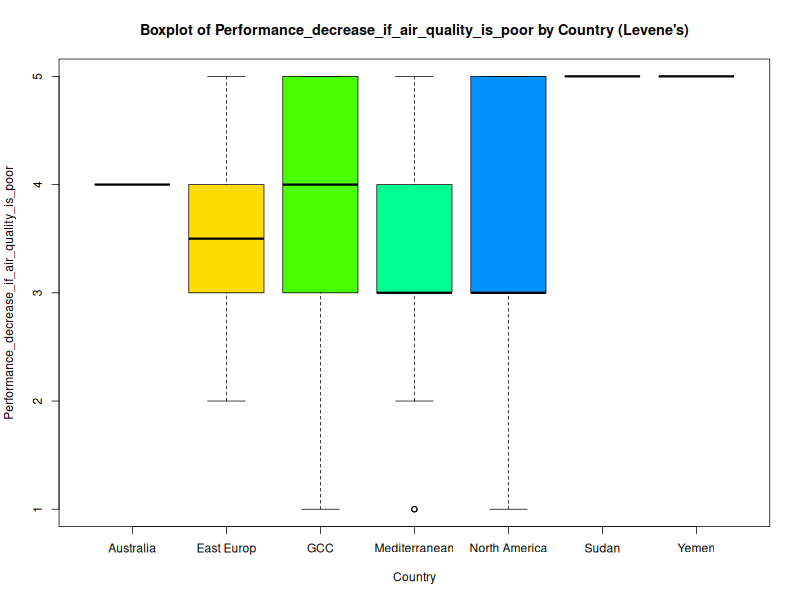 Boxplot of Performance_decrease_if_air_quality_is_poor by Country (Levene's)
Performance_decrease_if_air_quality_is_poor
5
4
3
2
1
Australia East Europ GCC Mediterranean North America Sudan Yemen
Country